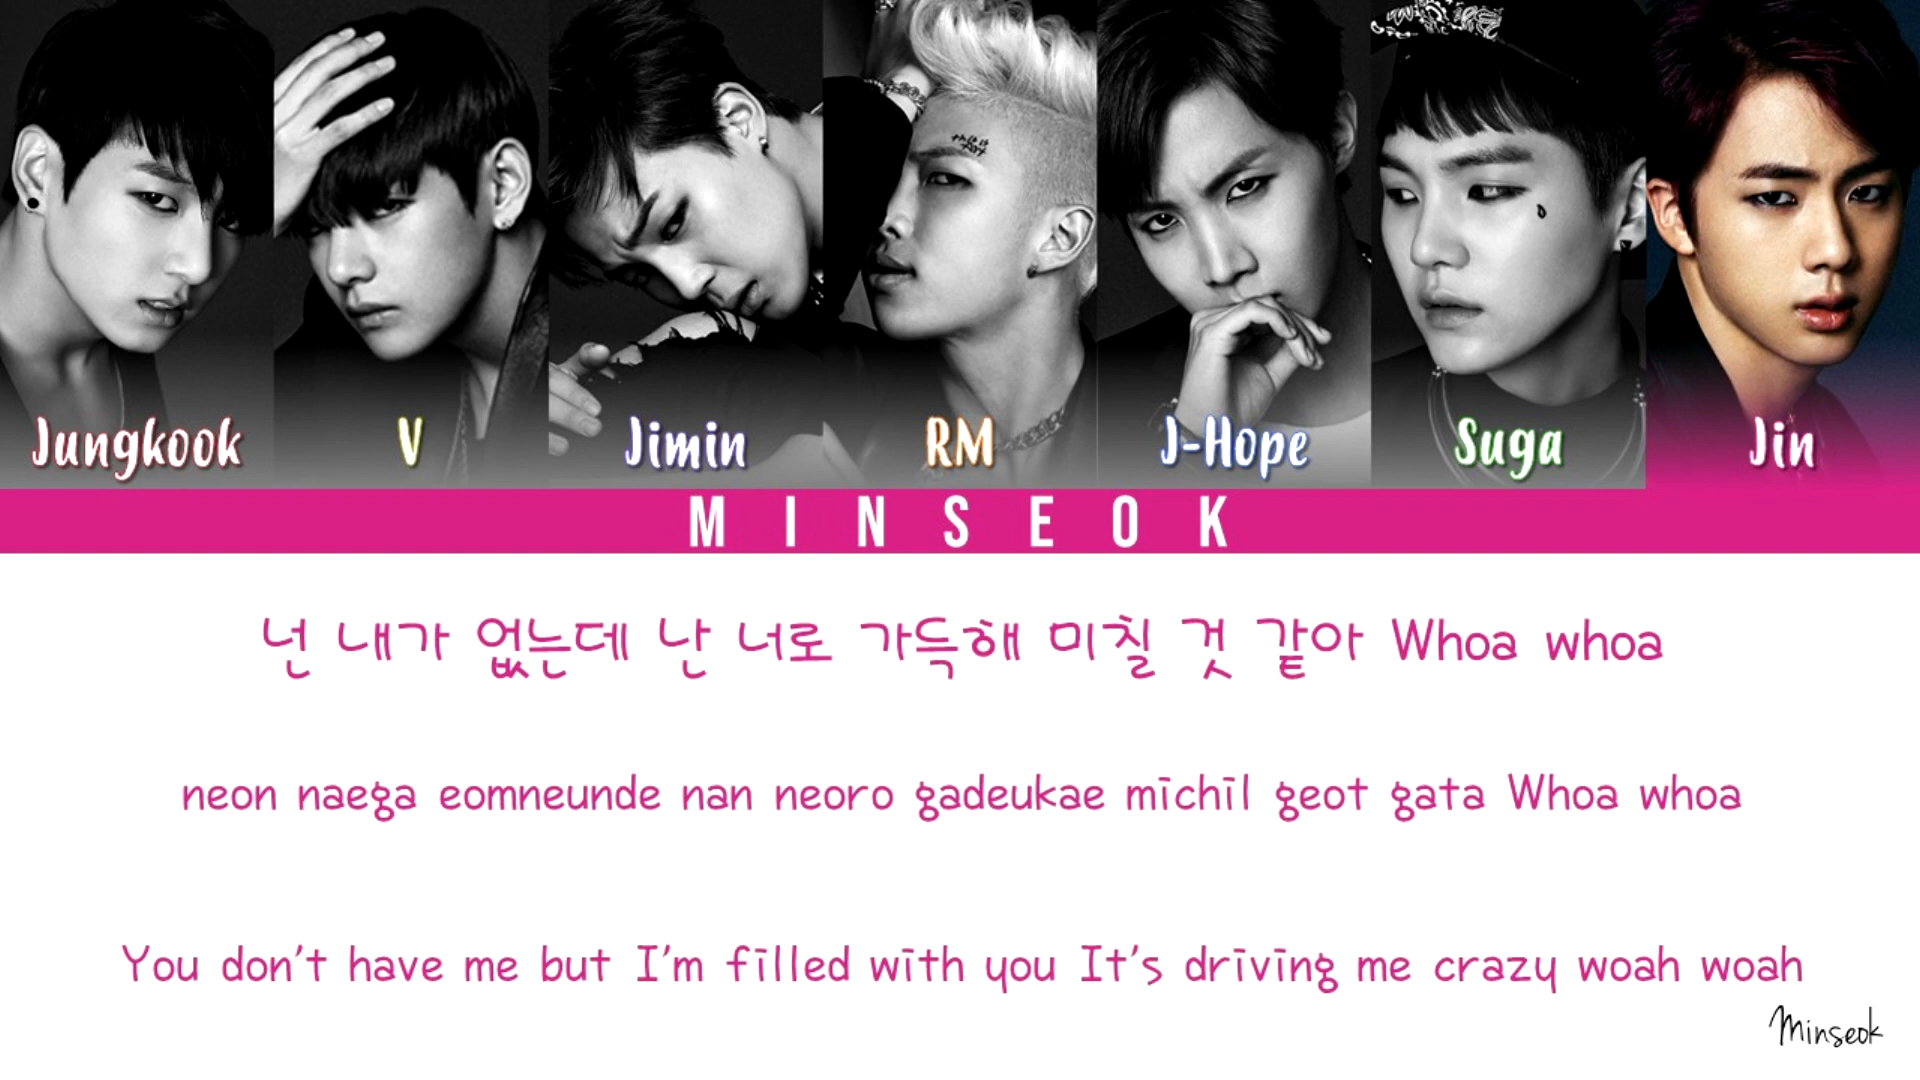 Jungkook V Jimin RM J-Hope Suga Jin
MINSEOK
넌 내가 없는데 난 너로 가득해 미칠 것 같아 Whoa whoa
neon naega eomneunde nan neoro gadeukae michil geot gata Whoa whoa
You don't have me but I'm filled with you It's driving me crazy woah woah
Minseok